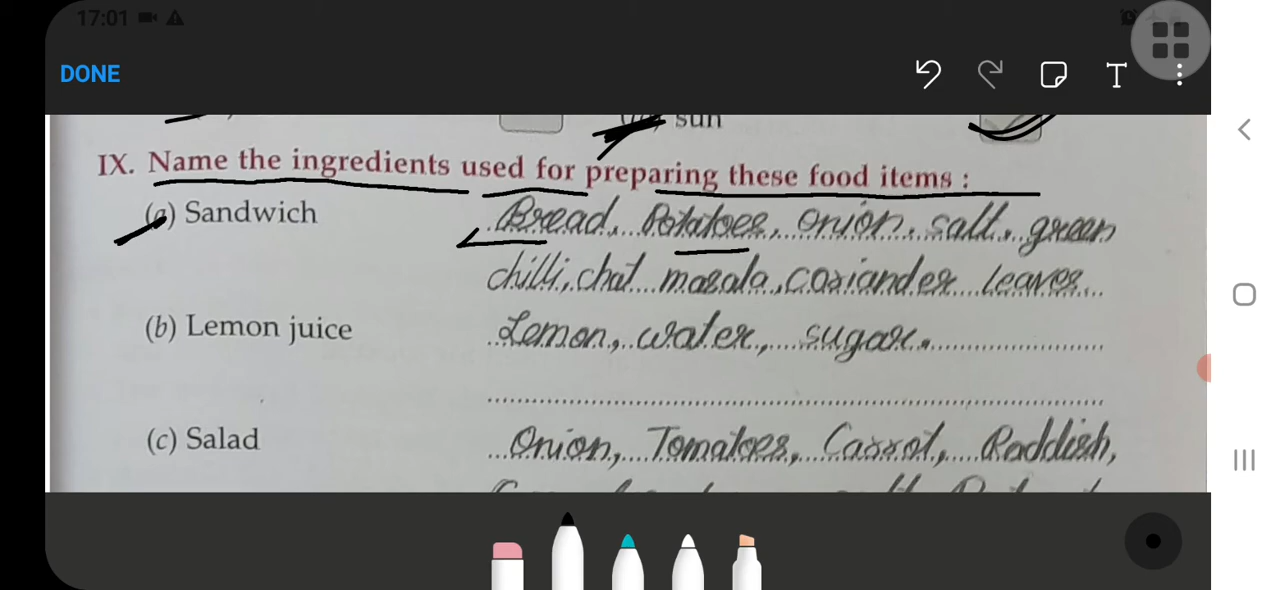 17:01
DONE
T
sun
IX. Name the ingredients used for preparing these food items :
(a) Sandwich Bread, Potatoes, onion, salt, green
chilli, chat masala, coriander leaves
(b) Lemon juice Lemon, water, sugar.
(c) Salad Onion, Tomatoes, Carrot, Raddish,